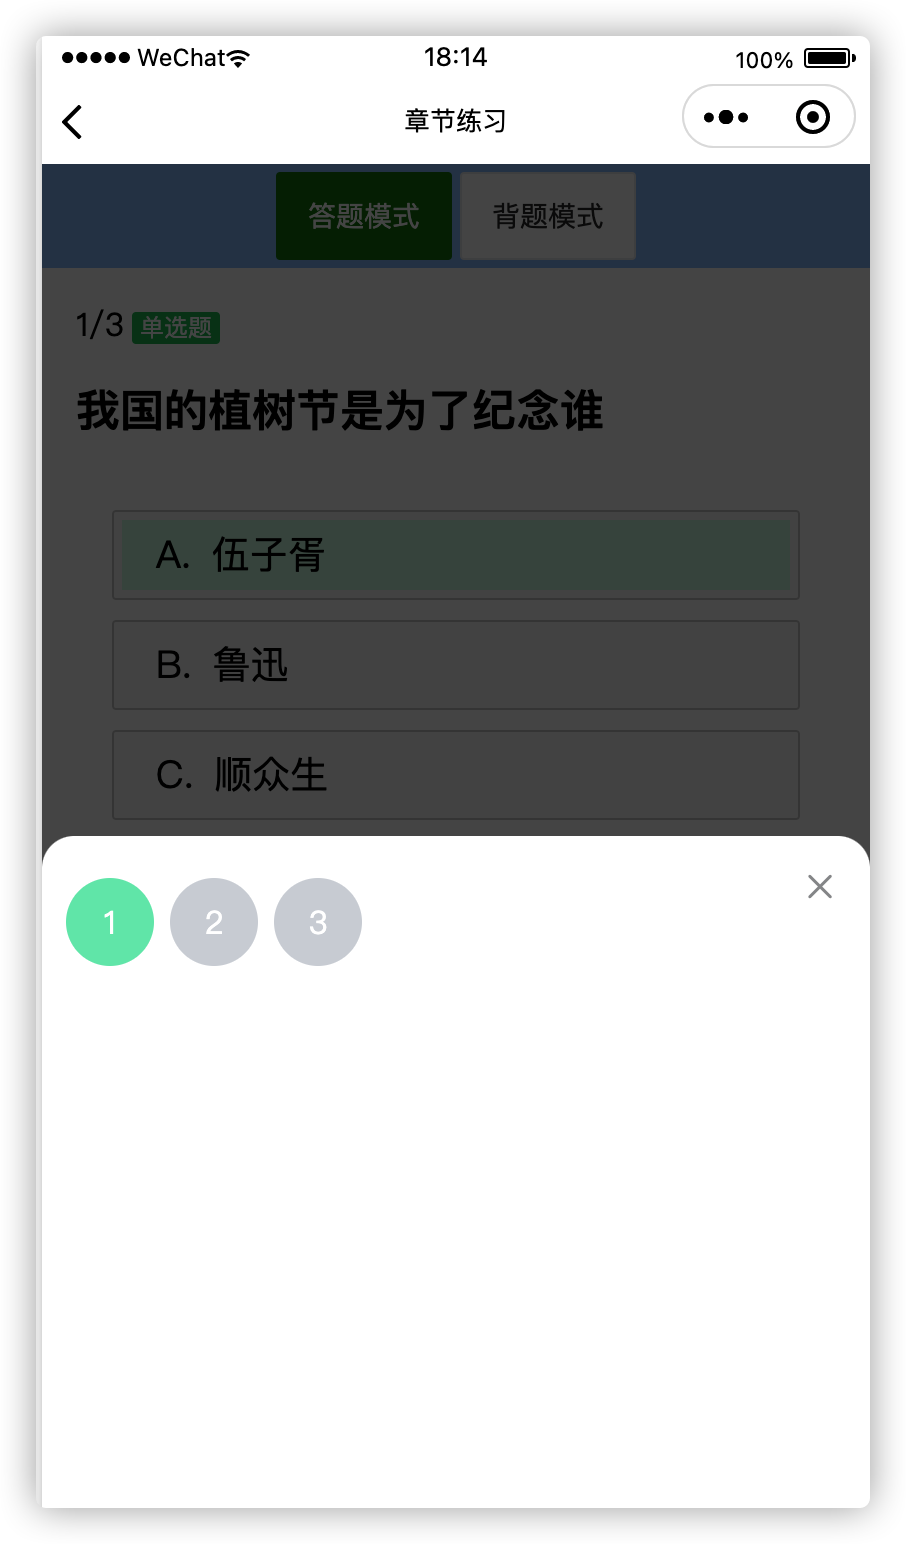 WeChat 18:14 100%
章节练习
答题模式 背题模式
1/3 单选题
我国的植树节是为了纪念谁
A. 伍子胥
B. 鲁迅
C. 顺众生
1 2 3